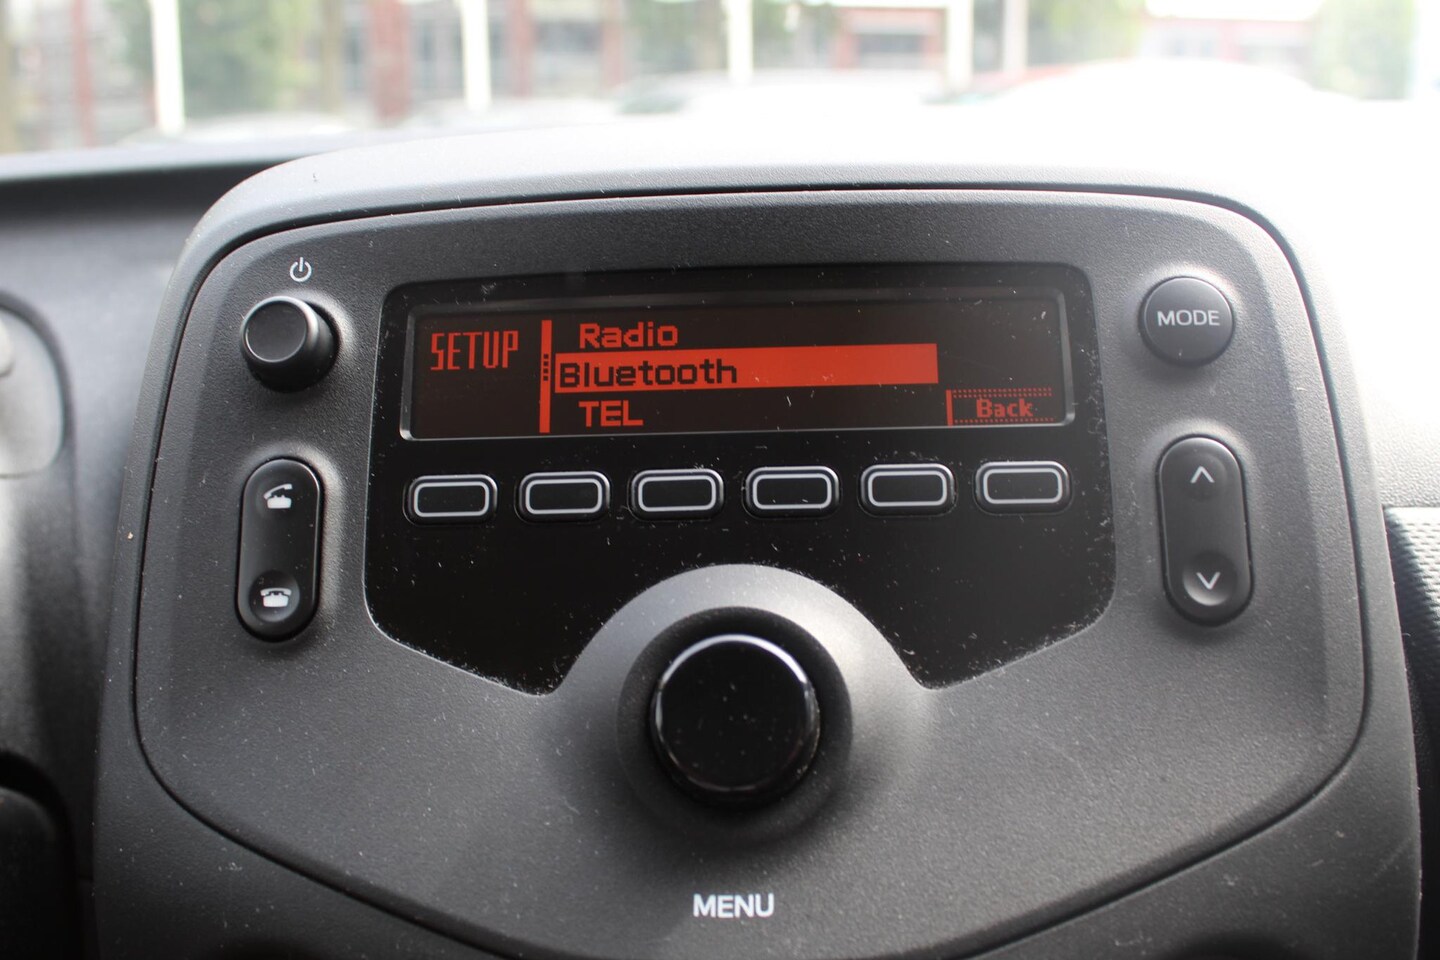 SETUP
Radio
Bluetooth
TEL
Back
MODE
MENU